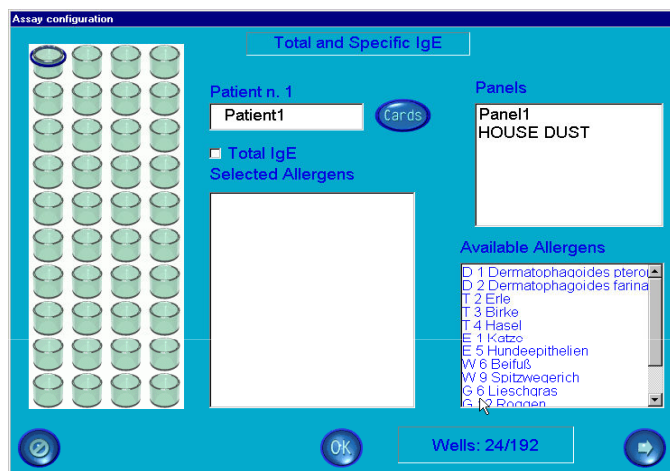 Assay configuration
Total and Specific IgE
Patient n. 1
Patient1
Cards
Total IgE
Selected Allergens
Panels
Panel1
HOUSE DUST
Available Allergens
D 1 Dermatophagoides pteror
D 2 Dermatophagoides farina
T 2 Erle
T 3 Birke
T 4 Hasel
E 1 Katze
E 5 Hundeepithelien
W 6 Beifuß
W 9 Spitzwegerich
G 6 Lieschgras
Roggen
OK
Wells: 24/192